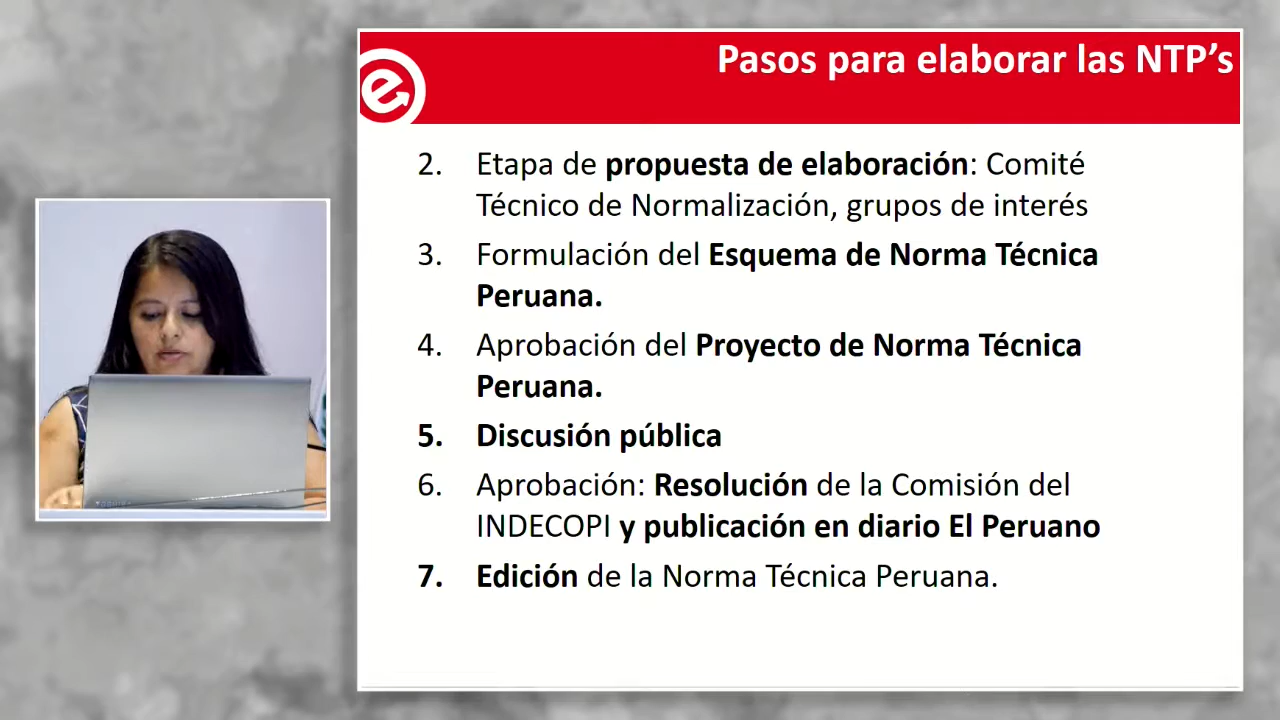 Pasos para elaborar las NTP’s
2. Etapa de propuesta de elaboración: Comité
Técnico de Normalización, grupos de interés
3. Formulación del Esquema de Norma Técnica
Peruana.
4. Aprobación del Proyecto de Norma Técnica
Peruana.
5. Discusión pública
6. Aprobación: Resolución de la Comisión del
INDECOPI y publicación en diario El Peruano
7. Edición de la Norma Técnica Peruana.